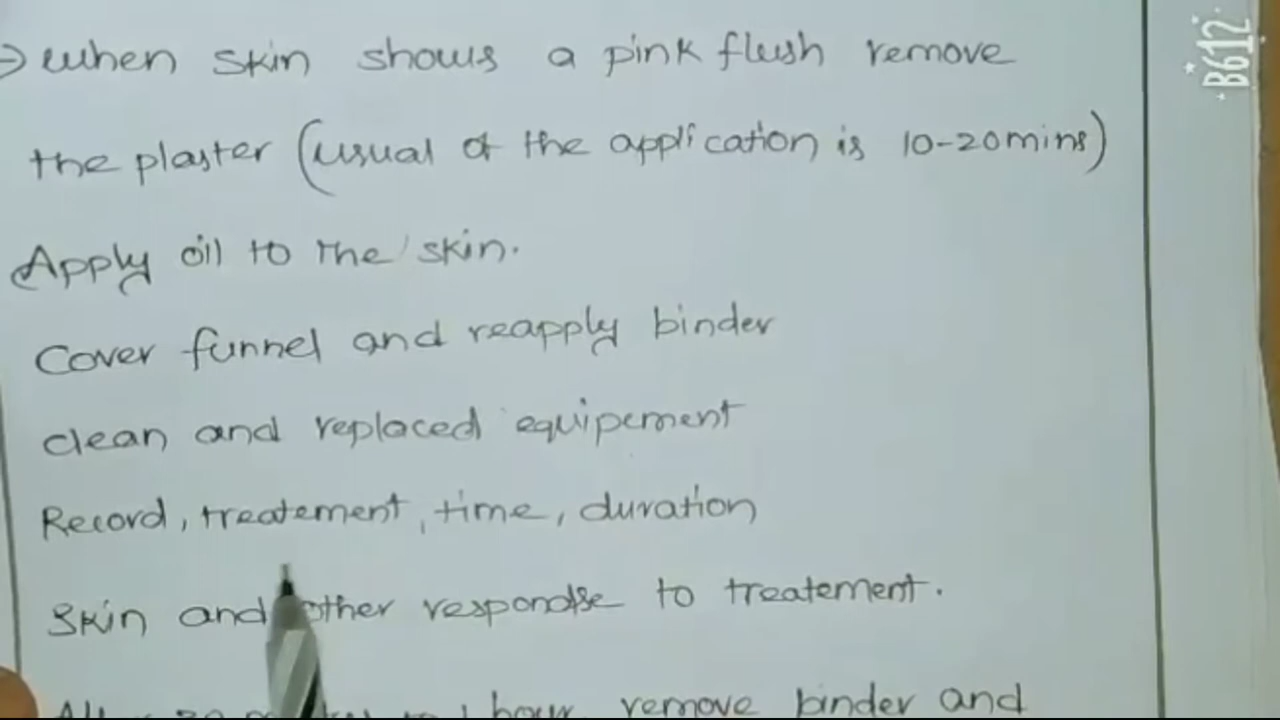 → when skin shows a pink flush remove
the plaster (usual of the application is 10-20mins)
Apply oil to the skin.
Cover funnel and reapply binder
clean and replaced equipement
Record, treatement, time, duration
Skin and other respondse to treatement.
hour remove binder and
B612